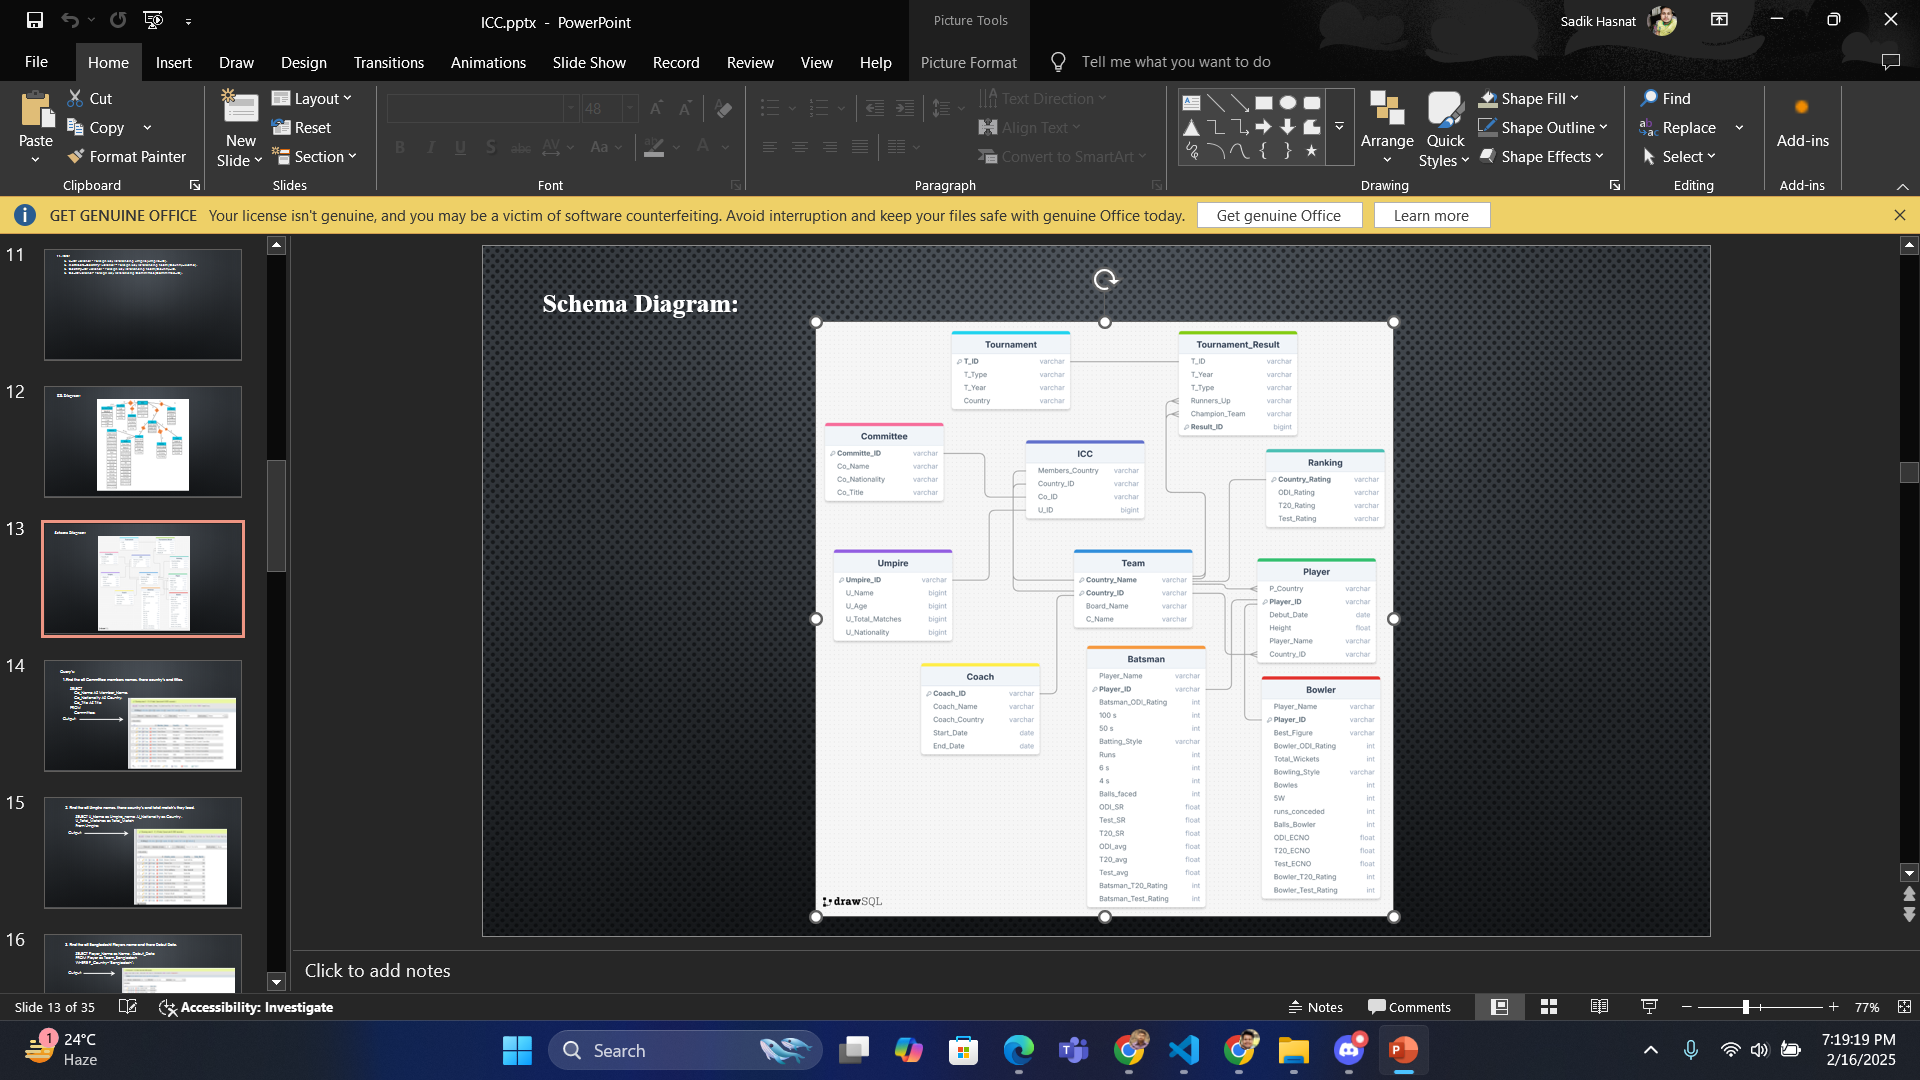 ICC.pptx - PowerPoint
Picture Tools
Sadik Hasnat
File Home Insert Draw Design Transitions Animations Slide Show Record Review View Help Picture Format Tell me what you want to do
Paste
Cut
Copy
Format Painter
Clipboard
New Slide
Layout
Reset
Section
Slides
48
Font
Text Direction
Align Text
Convert to SmartArt
Paragraph
Arrange
Quick Styles
Shape Fill
Shape Outline
Shape Effects
Drawing
Find
Replace
Select
Editing
Add-ins
Add-ins
GET GENUINE OFFICE Your license isn't genuine, and you may be a victim of software counterfeiting. Avoid interruption and keep your files safe with genuine Office today. Get genuine Office Learn more
11
12
13
14
15
16
Schema Diagram:
Tournament
T_ID varchar
T_Type varchar
T_Year varchar
Country varchar
Tournament_Result
T_ID varchar
T_Year varchar
T_Type varchar
Runners_Up varchar
Champion_Team varchar
Result_ID bigint
Committee
Committe_ID varchar
Co_Name varchar
Co_Nationality varchar
Co_Title varchar
ICC
Members_Country varchar
Country_ID varchar
Co_ID varchar
U_ID bigint
Ranking
Country_Rating varchar
ODI_Rating varchar
T20_Rating varchar
Test_Rating varchar
Umpire
Umpire_ID varchar
U_Name bigint
U_Age bigint
U_Total_Matches bigint
U_Nationality bigint
Team
Country_Name varchar
Country_ID varchar
Board_Name varchar
C_Name varchar
Player
P_Country varchar
Player_ID varchar
Debut_Date date
Height float
Player_Name varchar
Country_ID varchar
Coach
Coach_ID varchar
Coach_Name varchar
Coach_Country varchar
Start_Date date
End_Date date
Batsman
Player_Name varchar
Player_ID varchar
Batsman_ODI_Rating int
100 s int
50 s int
Batting_Style varchar
Runs int
6 s int
4 s int
Balls_faced int
ODI_SR float
Test_SR float
T20_SR float
ODI_avg float
T20_avg float
Test_avg float
Batsman_T20_Rating int
Batsman_Test_Rating int
Bowler
Player_Name varchar
Player_ID varchar
Best_Figure varchar
Bowler_ODI_Rating int
Total_Wickets int
Bowling_Style varchar
Bowles int
5W int
runs_conceded int
Balls_Bowler int
ODI_ECNO float
T20_ECNO float
Test_ECNO float
Bowler_T20_Rating int
Bowler_Test_Rating int
drawSQL
Click to add notes
Slide 13 of 35
Accessibility: Investigate
Notes
Comments
77%
1
24°C
Haze
Search
7:19:19 PM
2/16/2025